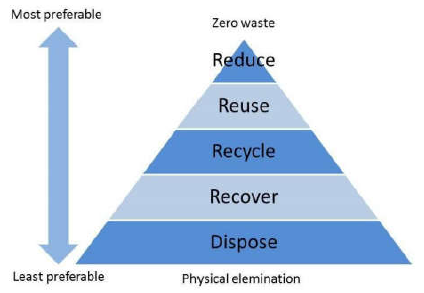 Most preferable
Zero waste
Reduce
Reuse
Recycle
Recover
Dispose
Least preferable
Physical elemination